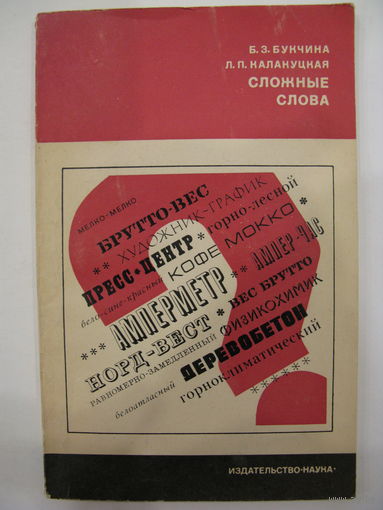 Б. З. БУКЧИНА
Л. П. КАЛАКУЦКАЯ
СЛОЖНЫЕ
СЛОВА
МЕЛКО-МЕЛКО
БРУТТО-ВЕС
ХУДОЖНИК-ГРАФИК
ПРЕСС-ЦЕНТР * горно-лесной
бело-сине-красный КОФЕ МОККО *
*** АМПЕРМЕТР ** АМПЕР-ЧАС
НОРД-ВЕСТ * ВЕС БРУТТО
РАВНОМЕРНО-ЗАМЕДЛЕННЫЙ ФИЗИКОХИМИК
белоатласный ДЕРЕВОБЕТОН
горноклиматический
******
ИЗДАТЕЛЬСТВО·НАУКА·